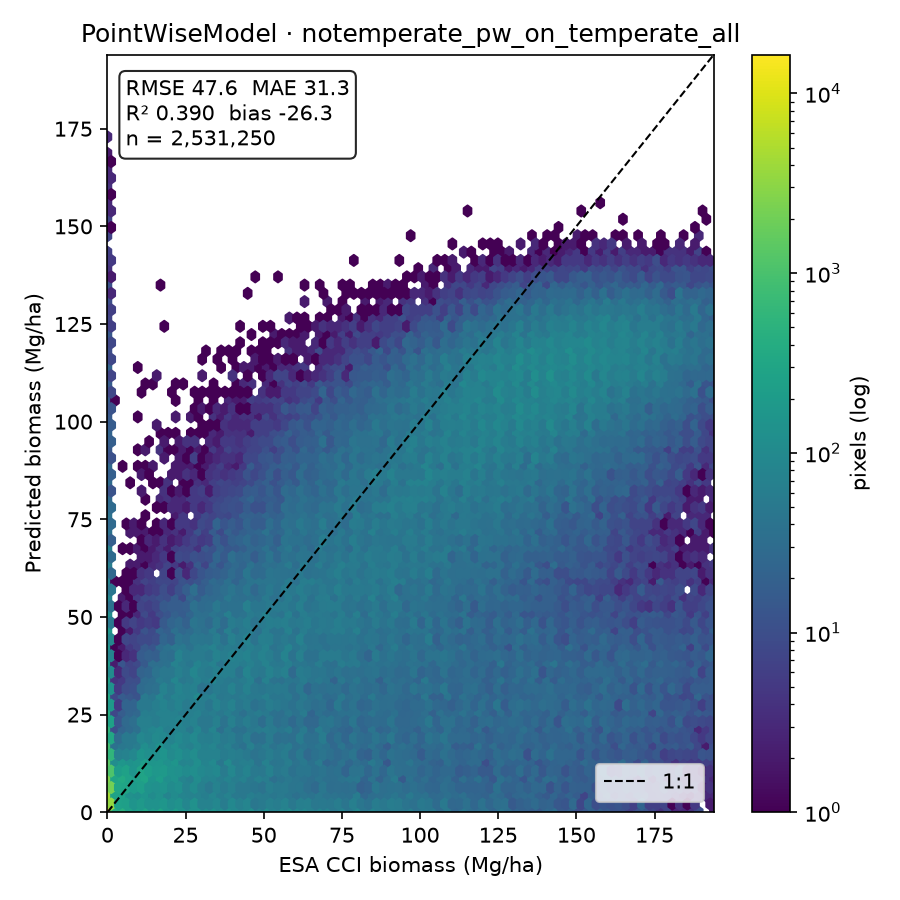 PointWiseModel · notemperate_pw_on_temperate_all
RMSE 47.6  MAE 31.3
R² 0.390  bias -26.3
n = 2,531,250
175
150
125
100
75
50
25
0
Predicted biomass (Mg/ha)
0 25 50 75 100 125 150 175
ESA CCI biomass (Mg/ha)
1:1
10⁴
10³
10²
10¹
10⁰
pixels (log)